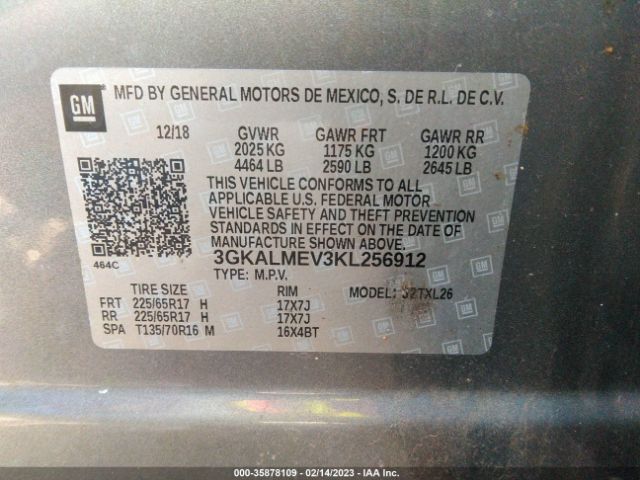 GM
MFD BY GENERAL MOTORS DE MEXICO, S. DE R.L. DE C.V.
12/18 GVWR GAWR FRT GAWR RR
2025 KG 1175 KG 1200 KG
4464 LB 2590 LB 2645 LB
THIS VEHICLE CONFORMS TO ALL
APPLICABLE U.S. FEDERAL MOTOR
VEHICLE SAFETY AND THEFT PREVENTION
STANDARDS IN EFFECT ON THE DATE OF
MANUFACTURE SHOWN ABOVE.
464C
3GKALMEV3KL256912
TYPE: M.P.V.
TIRE SIZE RIM MODEL:
FRT 225/65R17 H 17X7J
RR 225/65R17 H 17X7J
SPA T135/70R16 M 16X4BT
000-35878109 - 02/14/2023 - IAA Inc.